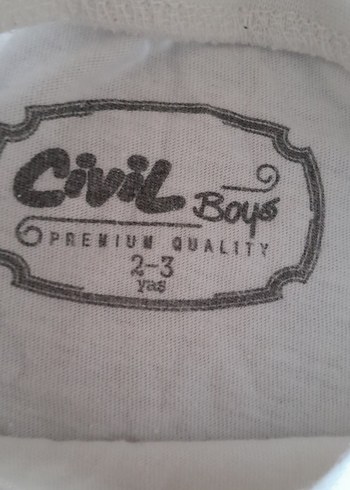 Civil Boys
PREMIUM QUALITY
2-3
yaş